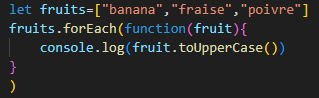 let fruits=["banana","fraise","poivre"]
fruits.forEach(function(fruit){
    console.log(fruit.toUpperCase())
}
)